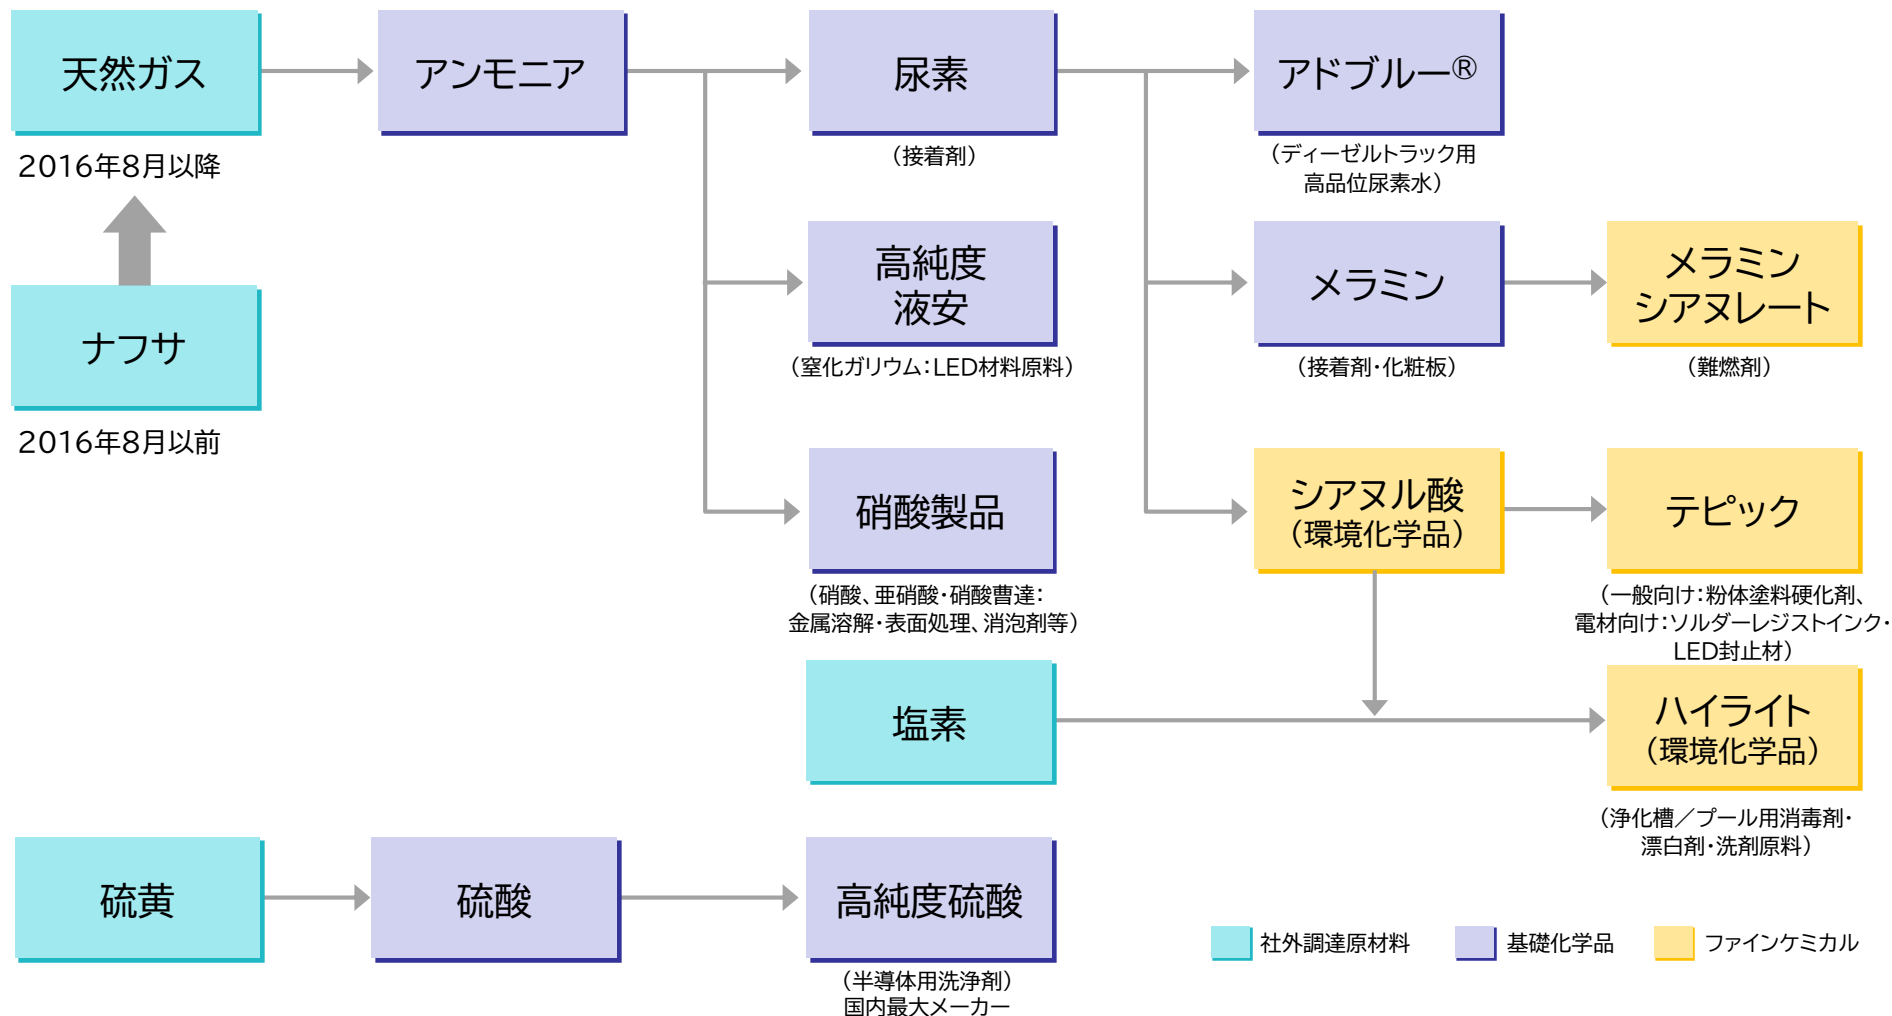 天然ガス
2016年8月以降
ナフサ
2016年8月以前
アンモニア
尿素
（接着剤）
高純度
液安
（窒化ガリウム：LED材料原料）
硝酸製品
（硝酸、亜硝酸・硝酸曹達：
金属溶解・表面処理、消泡剤等）
アドブルー®
（ディーゼルトラック用
高品位尿素水）
メラミン
（接着剤・化粧板）
メラミン
シアヌレート
（難燃剤）
シアヌル酸
（環境化学品）
テピック
（一般向け：粉体塗料硬化剤、
電材向け：ソルダーレジストインク・
LED封止材）
塩素
ハイライト
（環境化学品）
（浄化槽／プール用消毒剤・
漂白剤・洗剤原料）
硫黄
硫酸
高純度硫酸
（半導体用洗浄剤）
国内最大メーカー
社外調達原材料
基礎化学品
ファインケミカル